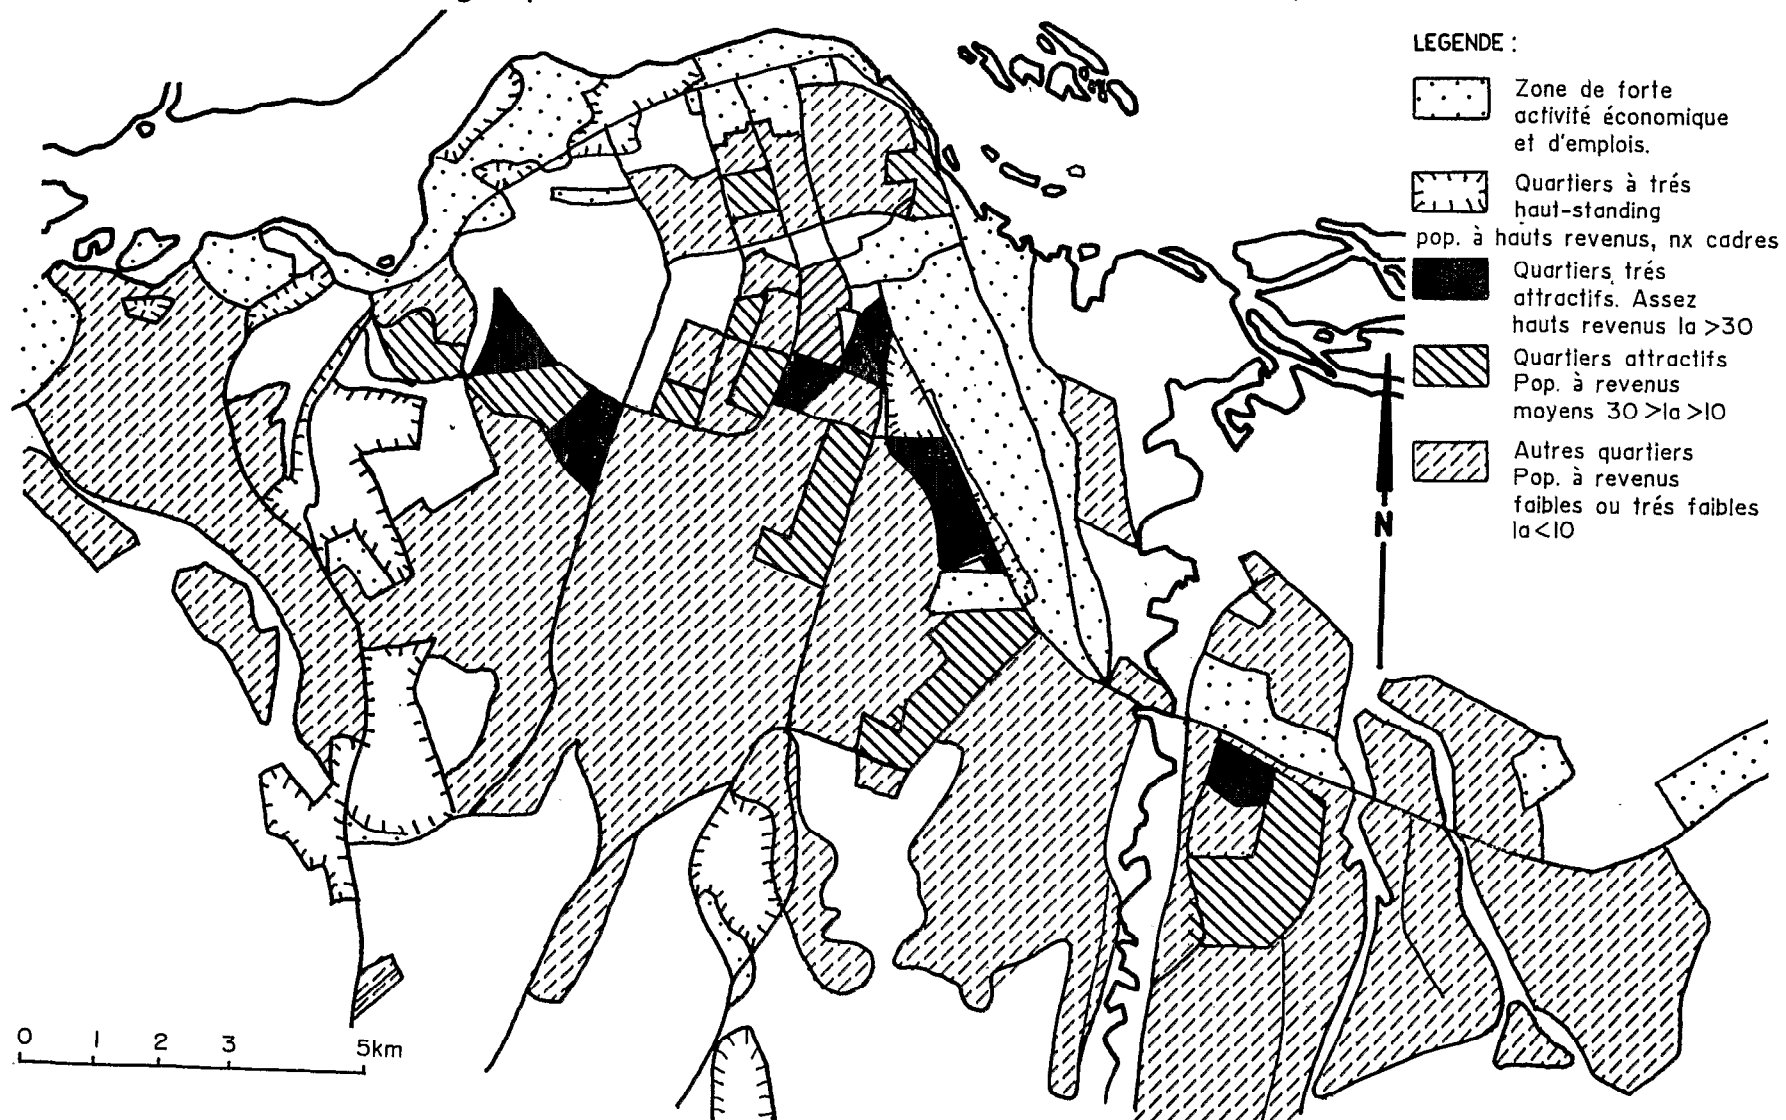 LEGENDE :
Zone de forte
activité économique
et d'emplois.
Quartiers à trés
haut-standing
pop. à hauts revenus, nx cadres
Quartiers trés
attractifs. Assez
hauts revenus Ia >30
Quartiers attractifs
Pop. à revenus
moyens 30 >Ia >10
Autres quartiers
Pop. à revenus
faibles ou trés faibles
Ia <10
N
0 1 2 3 5km